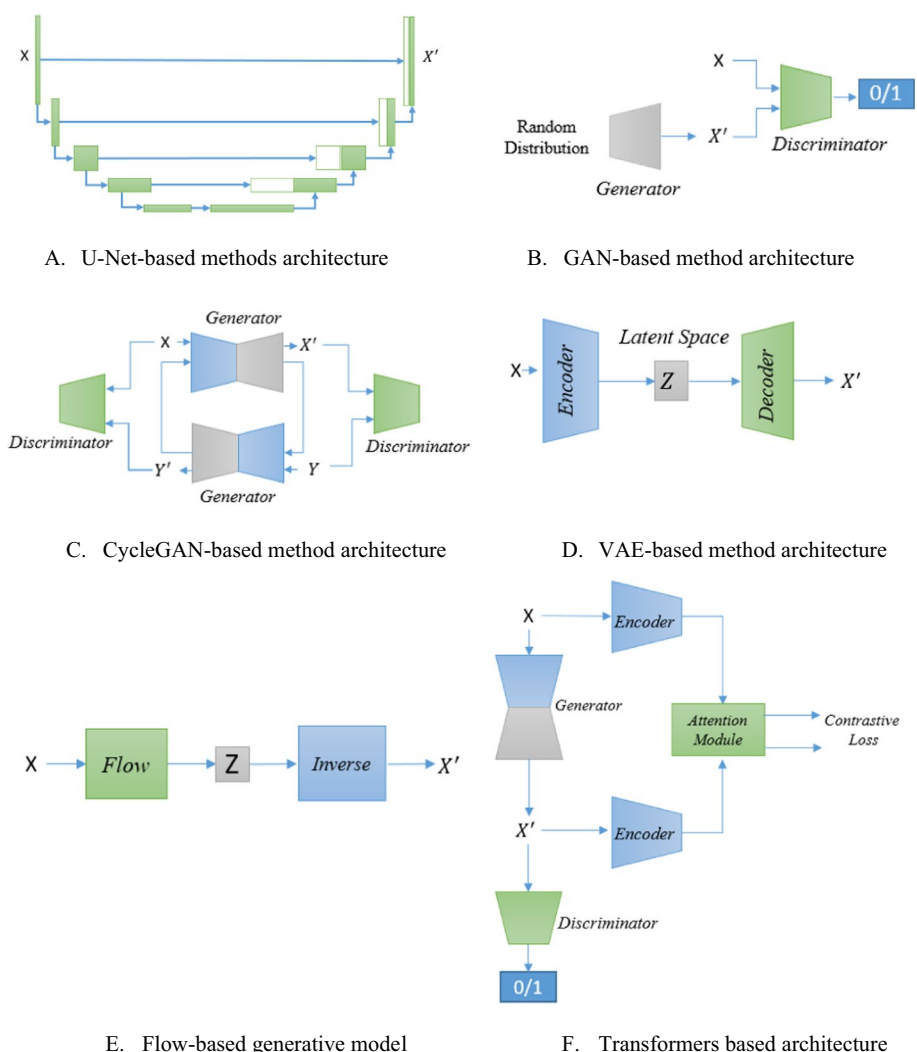 X
X′
A. U-Net-based methods architecture
X
0/1
Random
Distribution
X′
Discriminator
Generator
B. GAN-based method architecture
Generator
X
X′
Discriminator
Discriminator
Y′
Y
Generator
C. CycleGAN-based method architecture
Latent Space
X
Encoder
Z
Decoder
X′
D. VAE-based method architecture
X
Flow
Z
Inverse
X′
E. Flow-based generative model
X
Encoder
Generator
Attention
Module
Contrastive
Loss
X′
Encoder
Discriminator
0/1
F. Transformers based architecture